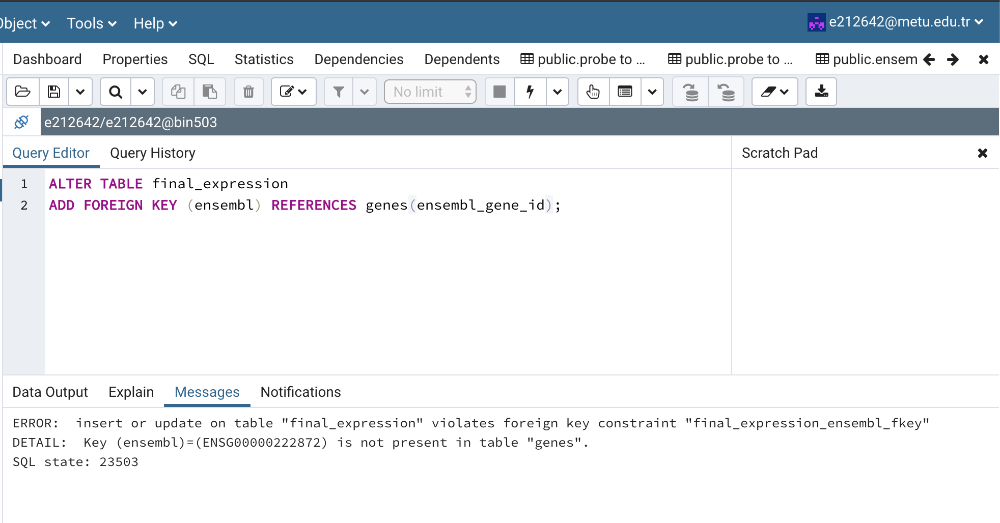 Object Tools Help e212642@metu.edu.tr
Dashboard Properties SQL Statistics Dependencies Dependents public.probe to ... public.probe to ... public.ensem
No limit
e212642/e212642@bin503
Query Editor Query History Scratch Pad
1 ALTER TABLE final_expression
2 ADD FOREIGN KEY (ensembl) REFERENCES genes(ensembl_gene_id);
Data Output Explain Messages Notifications
ERROR: insert or update on table "final_expression" violates foreign key constraint "final_expression_ensembl_fkey"
DETAIL: Key (ensembl)=(ENSG00000222872) is not present in table "genes".
SQL state: 23503